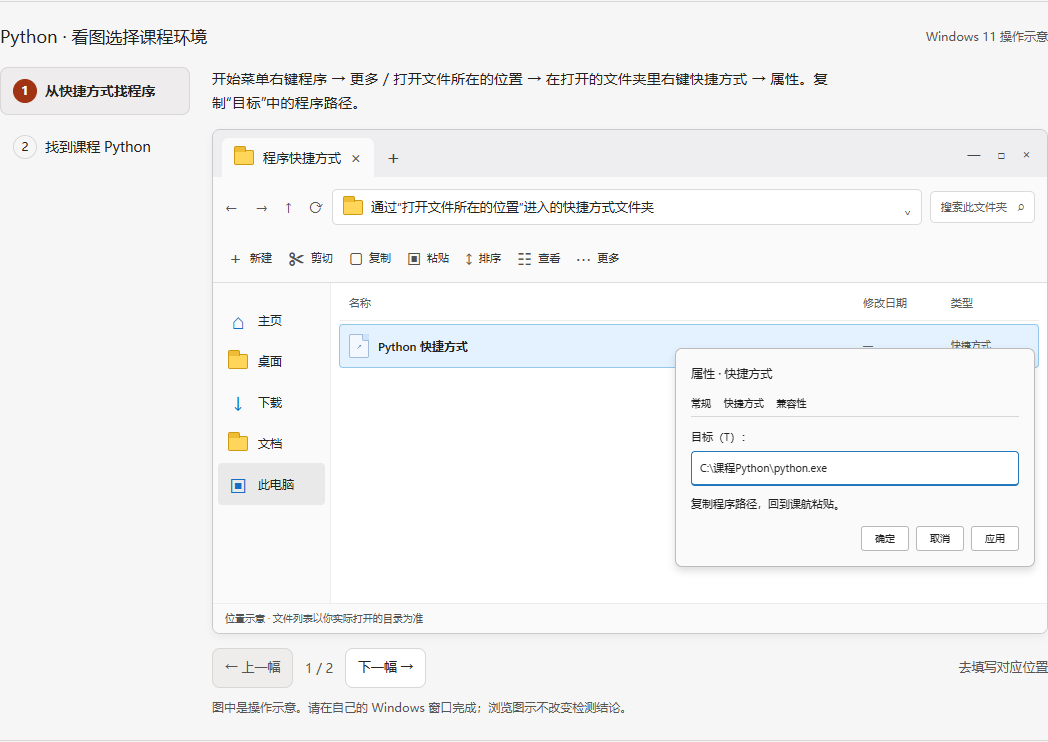 Python · 看图选择课程环境
Windows 11 操作示意
1 从快捷方式找程序
2 找到课程 Python
开始菜单右键程序 → 更多 / 打开文件所在的位置 → 在打开的文件夹里右键快捷方式 → 属性。复
制“目标”中的程序路径。
程序快捷方式 × +
— □ ×
← → ↑ ⟳ 通过“打开文件所在的位置”进入的快捷方式文件夹
搜索此文件夹 ⌕
+ 新建 剪切 复制 粘贴 排序 查看 ··· 更多
名称 修改日期 类型
主页
桌面
下载
文档
此电脑
Python 快捷方式 — 快捷方式
属性 · 快捷方式
常规 快捷方式 兼容性
目标（T）：
C:\课程Python\python.exe
复制程序路径，回到课航粘贴。
确定 取消 应用
位置示意 · 文件列表以你实际打开的目录为准
← 上一幅 1 / 2 下一幅 →
去填写对应位置
图中是操作示意。请在自己的 Windows 窗口完成；浏览图示不改变检测结论。